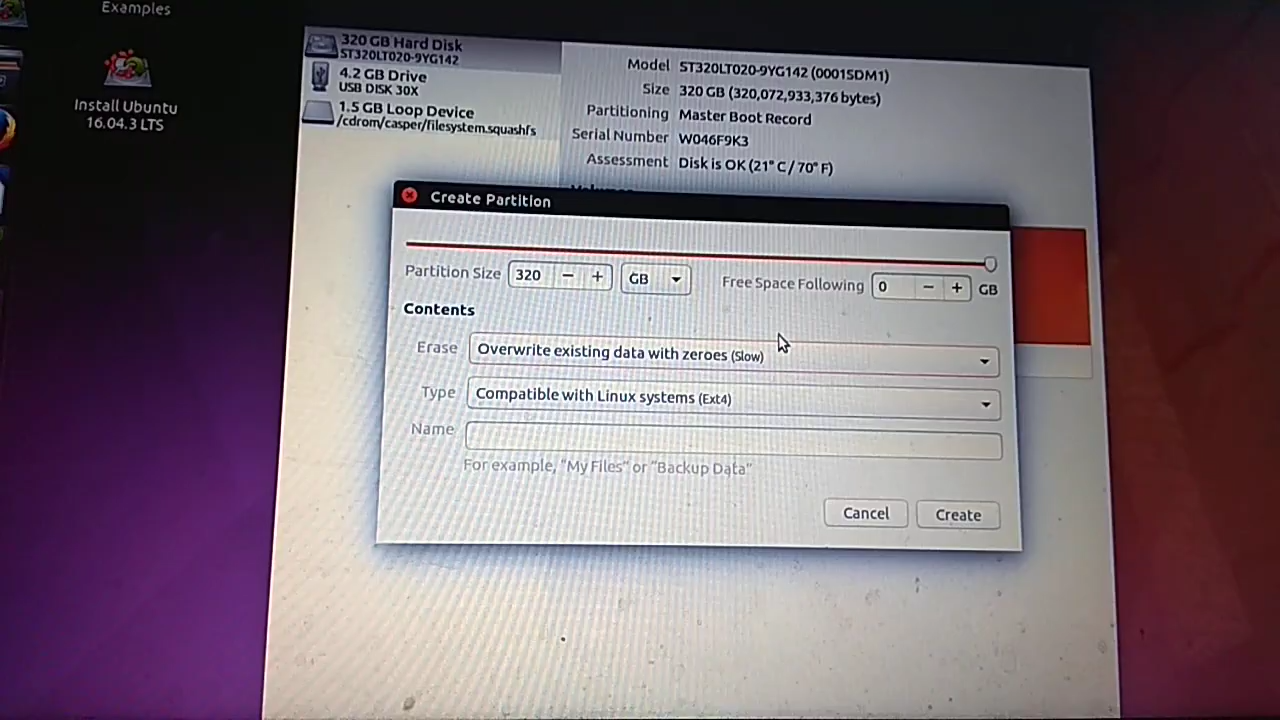 Examples
Install Ubuntu
16.04.3 LTS
320 GB Hard Disk
ST320LT020-9YG142
4.2 GB Drive
USB DISK 30X
1.5 GB Loop Device
/cdrom/casper/filesystem.squashfs
Model ST320LT020-9YG142 (0001SDM1)
Size 320 GB (320,072,933,376 bytes)
Partitioning Master Boot Record
Serial Number W046F9K3
Assessment Disk is OK (21° C / 70° F)
Volumes
Create Partition
Partition Size 320 − + GB Free Space Following 0 − + GB
Contents
Erase Overwrite existing data with zeroes (Slow)
Type Compatible with Linux systems (Ext4)
Name
For example, "My Files" or "Backup Data"
Cancel Create